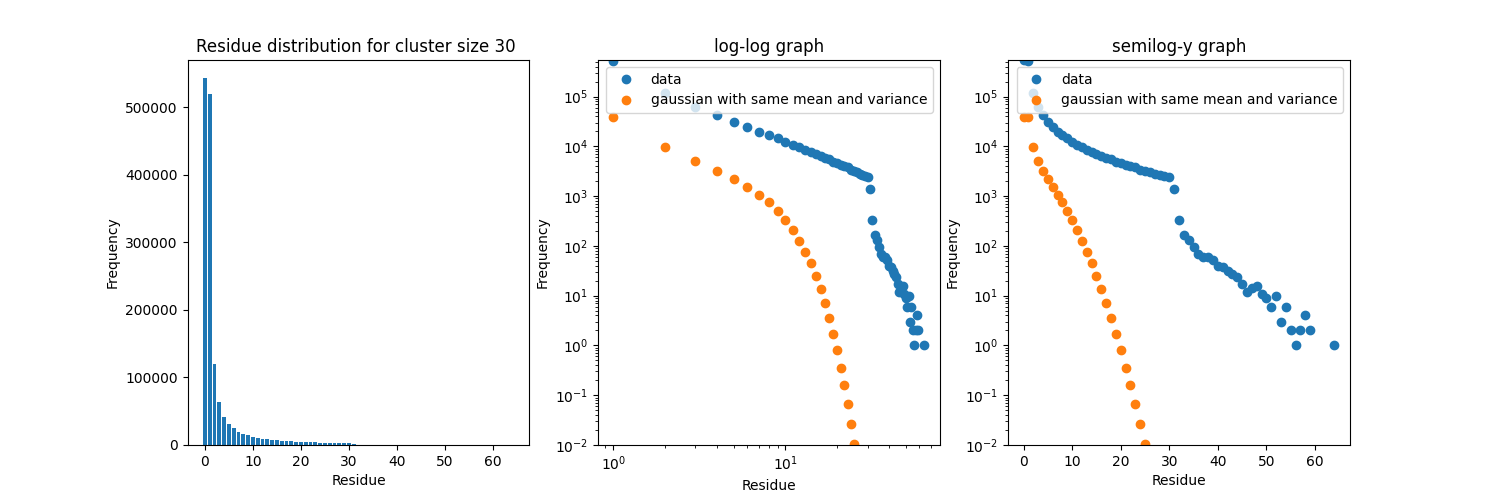 Residue distribution for cluster size 30
Frequency
500000
400000
300000
200000
100000
0
0 10 20 30 40 50 60
Residue
log-log graph
data
gaussian with same mean and variance
Frequency
10^5
10^4
10^3
10^2
10^1
10^0
10^-1
10^-2
10^0 10^1
Residue
semilog-y graph
data
gaussian with same mean and variance
Frequency
10^5
10^4
10^3
10^2
10^1
10^0
10^-1
10^-2
0 10 20 30 40 50 60
Residue